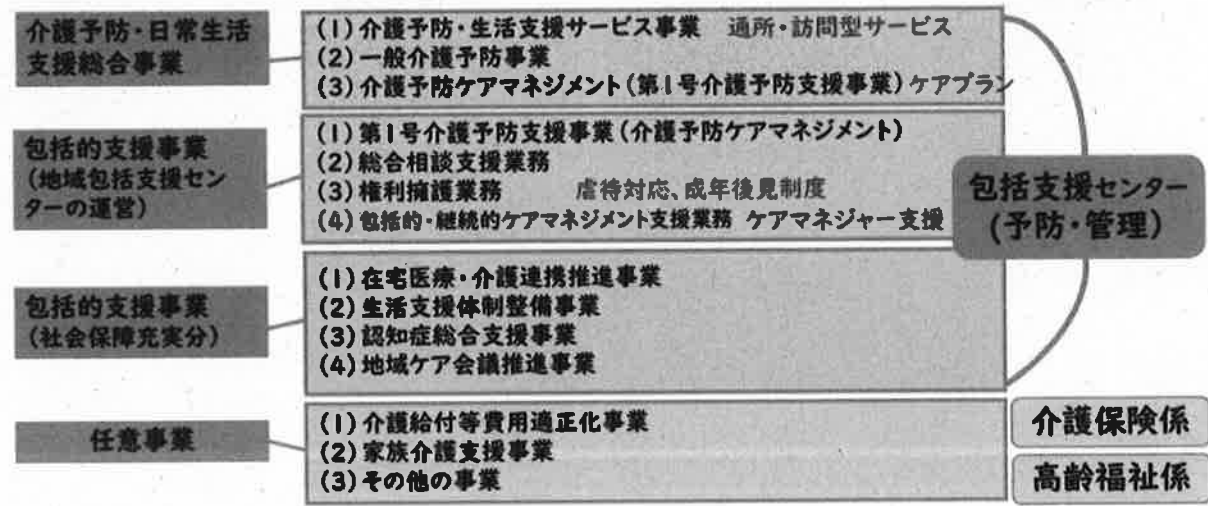 介護予防・日常生活
支援総合事業
(1)介護予防・生活支援サービス事業　通所・訪問型サービス
(2)一般介護予防事業
(3)介護予防ケアマネジメント(第1号介護予防支援事業)ケアプラン
包括的支援事業
(地域包括支援セン
ターの運営)
(1)第1号介護予防支援事業(介護予防ケアマネジメント)
(2)総合相談支援業務
(3)権利擁護業務　虐待対応、成年後見制度
(4)包括的・継続的ケアマネジメント支援業務　ケアマネジャー支援
包括支援センター
(予防・管理)
包括的支援事業
(社会保障充実分)
(1)在宅医療・介護連携推進事業
(2)生活支援体制整備事業
(3)認知症総合支援事業
(4)地域ケア会議推進事業
任意事業
(1)介護給付等費用適正化事業
(2)家族介護支援事業
(3)その他の事業
介護保険係
高齢福祉係